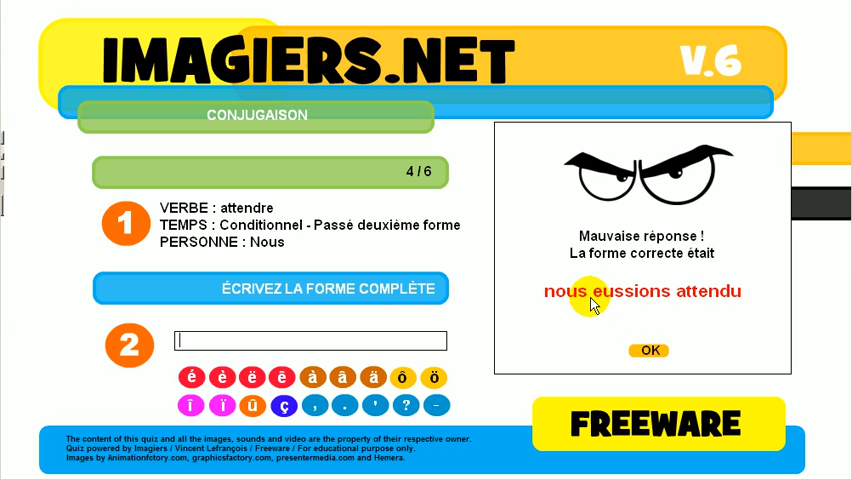 IMAGIERS.NET
V.6
CONJUGAISON
4 / 6
1
VERBE : attendre
TEMPS : Conditionnel - Passé deuxième forme
PERSONNE : Nous
ÉCRIVEZ LA FORME COMPLÈTE
2
é è ë ê à â ä ô ö
î ï û ç , . ' ? -
Mauvaise réponse !
La forme correcte était
nous eussions attendu
OK
FREEWARE
The content of this quiz and all the images, sounds and video are the property of their respective owner.
Quiz powered by Imagiers / Vincent Lefrançois / Freeware / For educational purpose only.
Images by Animationfctory.com, graphicsfactory.com, presentermedia.com and Hemera.